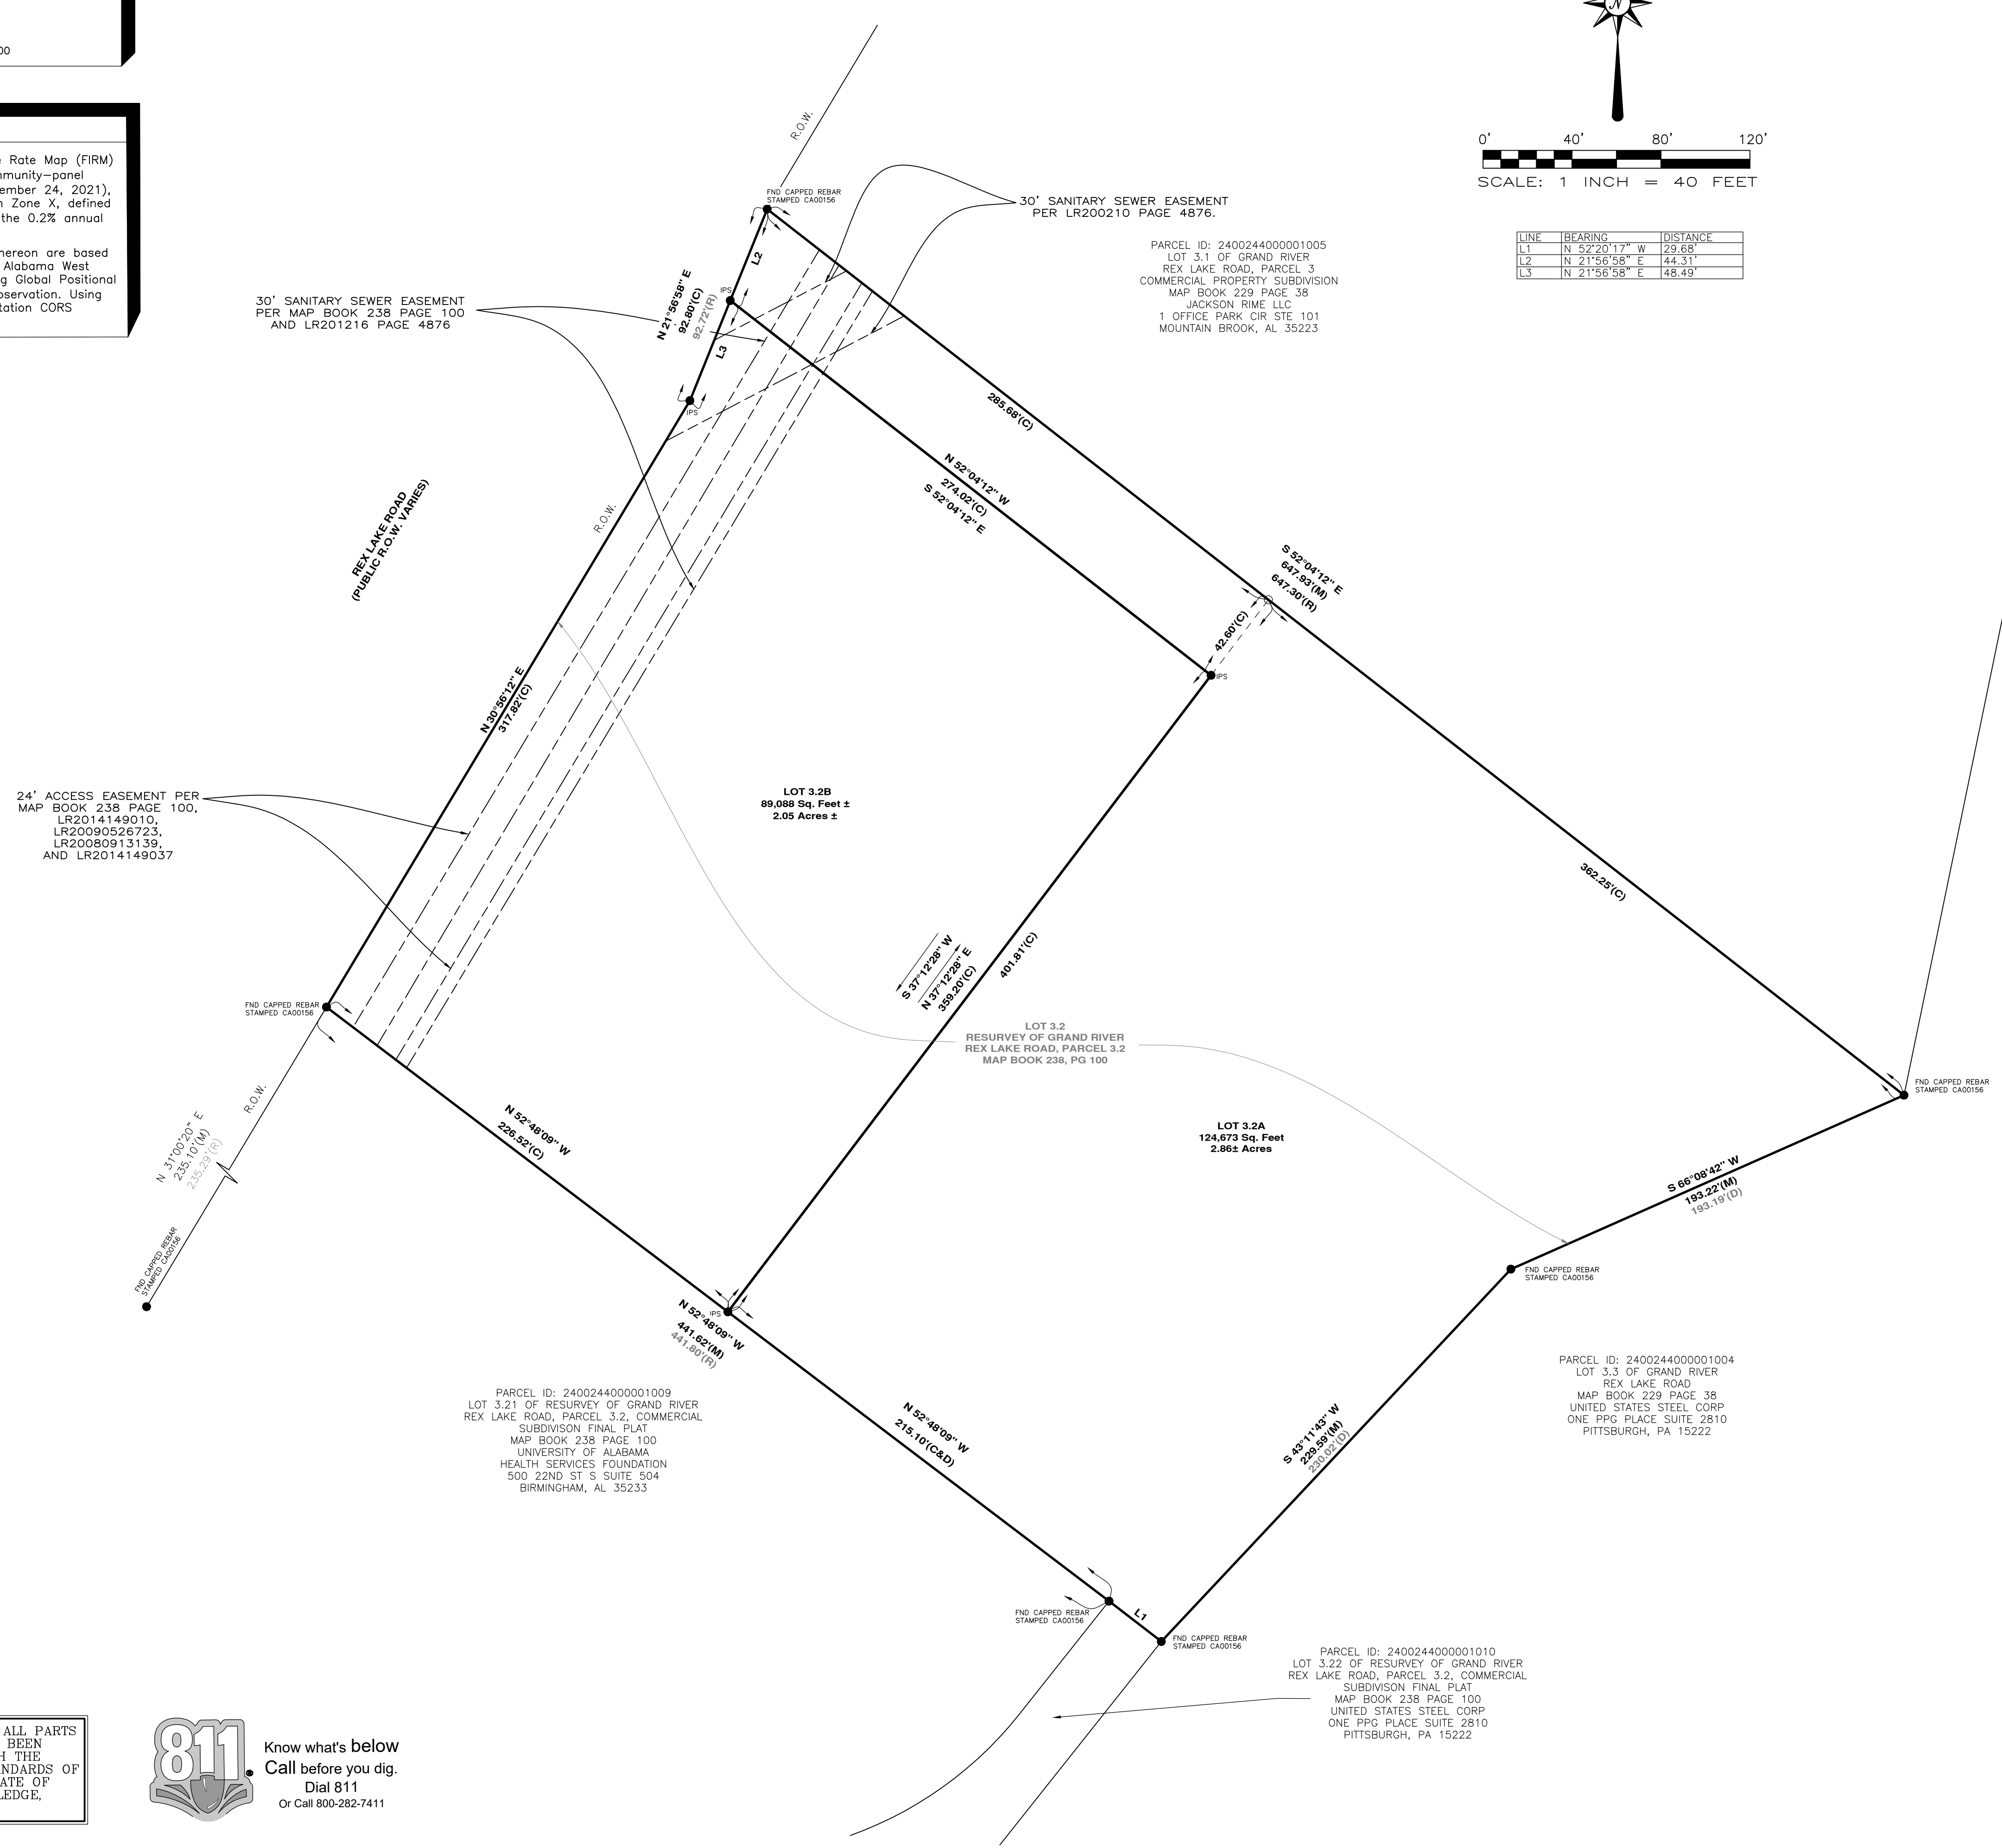 00
e Rate Map (FIRM)
mmunity-panel
ember 24, 2021),
n Zone X, defined
the 0.2% annual
hereon are based
Alabama West
ng Global Positional
bservation. Using
tation CORS
N
0' 40' 80' 120'
SCALE: 1 INCH = 40 FEET
LINE BEARING DISTANCE
L1 N 52°20'17" W 29.68'
L2 N 21°56'58" E 44.31'
L3 N 21°56'58" E 48.49'
R.O.W.
FND CAPPED REBAR
STAMPED CA00156
30' SANITARY SEWER EASEMENT
PER LR200210 PAGE 4876.
PARCEL ID: 2400244000001005
LOT 3.1 OF GRAND RIVER
REX LAKE ROAD, PARCEL 3
COMMERCIAL PROPERTY SUBDIVISION
MAP BOOK 229 PAGE 38
JACKSON RIME LLC
1 OFFICE PARK CIR STE 101
MOUNTAIN BROOK, AL 35223
30' SANITARY SEWER EASEMENT
PER MAP BOOK 238 PAGE 100
AND LR201216 PAGE 4876
L2
IPS
N 21°56'58" E
92.80'(C)
92.72'(R)
L3
IPS
285.68'(C)
N 52°04'12" W
274.02'(C)
S 52°04'12" E
REX LAKE ROAD
(PUBLIC R.O.W. VARIES)
R.O.W.
S 52°04'12" E
647.93'(M)
647.30'(R)
42.60'(C)
IPS
N 30°56'12" E
317.82'(C)
24' ACCESS EASEMENT PER
MAP BOOK 238 PAGE 100,
LR2014149010,
LR20090526723,
LR20080913139,
AND LR2014149037
LOT 3.2B
89,088 Sq. Feet ±
2.05 Acres ±
362.25'(C)
S 37°12'28" W
N 37°12'28" E
359.20'(C)
401.81'(C)
FND CAPPED REBAR
STAMPED CA00156
LOT 3.2
RESURVEY OF GRAND RIVER
REX LAKE ROAD, PARCEL 3.2
MAP BOOK 238, PG 100
FND CAPPED REBAR
STAMPED CA00156
R.O.W.
N 31°00'20" E
235.10'(M)
235.29'(R)
FND CAPPED REBAR
STAMPED CA00156
N 52°48'09" W
226.52'(C)
LOT 3.2A
124,673 Sq. Feet
2.86± Acres
S 66°08'42" W
193.22'(M)
193.19'(D)
FND CAPPED REBAR
STAMPED CA00156
IPS
N 52°48'09" W
441.62'(M)
441.80'(R)
PARCEL ID: 2400244000001009
LOT 3.21 OF RESURVEY OF GRAND RIVER
REX LAKE ROAD, PARCEL 3.2, COMMERCIAL
SUBDIVISON FINAL PLAT
MAP BOOK 238 PAGE 100
UNIVERSITY OF ALABAMA
HEALTH SERVICES FOUNDATION
500 22ND ST S SUITE 504
BIRMINGHAM, AL 35233
PARCEL ID: 2400244000001004
LOT 3.3 OF GRAND RIVER
REX LAKE ROAD
MAP BOOK 229 PAGE 38
UNITED STATES STEEL CORP
ONE PPG PLACE SUITE 2810
PITTSBURGH, PA 15222
N 52°48'09" W
215.10'(C&D)
S 43°11'43" W
229.59'(M)
230.02'(D)
FND CAPPED REBAR
STAMPED CA00156
L1
FND CAPPED REBAR
STAMPED CA00156
PARCEL ID: 2400244000001010
LOT 3.22 OF RESURVEY OF GRAND RIVER
REX LAKE ROAD, PARCEL 3.2, COMMERCIAL
SUBDIVISON FINAL PLAT
MAP BOOK 238 PAGE 100
UNITED STATES STEEL CORP
ONE PPG PLACE SUITE 2810
PITTSBURGH, PA 15222
ALL PARTS
BEEN
H THE
NDARDS OF
ATE OF
LEDGE,
811
Know what's below
Call before you dig.
Dial 811
Or Call 800-282-7411